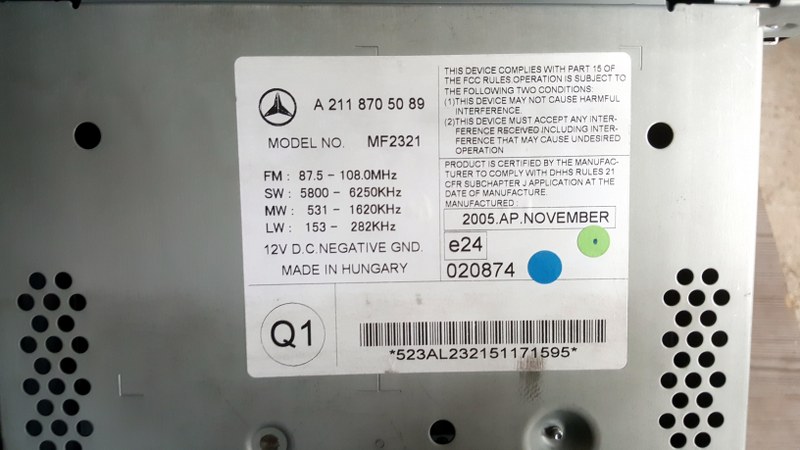 A 211 870 50 89
MODEL NO. MF2321
FM : 87.5 - 108.0MHz
SW : 5800 - 6250KHz
MW : 531 - 1620KHz
LW : 153 - 282KHz
12V D.C.NEGATIVE GND.
MADE IN HUNGARY
THIS DEVICE COMPLIES WITH PART 15 OF
THE FCC RULES OPERATION IS SUBJECT TO
THE FOLLOWING TWO CONDITIONS:
(1)THIS DEVICE MAY NOT CAUSE HARMFUL
INTERFERENCE.
(2)THIS DEVICE MUST ACCEPT ANY INTER-
FERENCE RECEIVED INCLUDING INTER-
FERENCE THAT MAY CAUSE UNDESIRED
OPERATION
PRODUCT IS CERTIFIED BY THE MANUFAC-
TURER TO COMPLY WITH DHHS RULES 21
CFR SUBCHAPTER J APPLICATION AT THE
DATE OF MANUFACTURE.
MANUFACTURED :
2005.AP.NOVEMBER
e24
020874
Q1
*523AL232151171595*